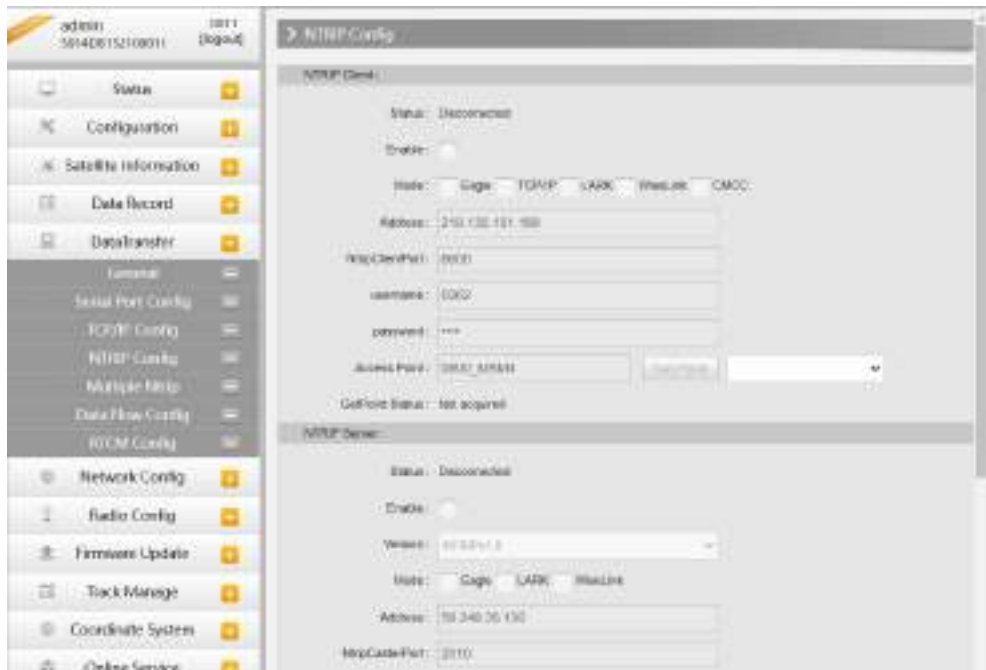 admin
[logout]
NTRIP Config
Status
Configuration
Satellite Information
Data Record
DataTransfer
General
Serial Port Config
TCP/IP Config
NTRIP Config
Multiple Ntrip
Data Flow Config
RTCM Config
Network Config
Radio Config
Firmware Update
Track Manage
Coordinate System
Online Service
NTRIP Client:
Status: Disconnected
Enable:
Mode: Eagle TCP/IP LARK WaaLink CMCC
Address:
NtripClientPort:
username:
password: ****
Access Point:
GetPoint Status: Not acquired
NTRIP Server:
Status: Disconnected
Enable:
Version:
Mode: Eagle LARK WaaLink
Address:
NtripCasterPort: